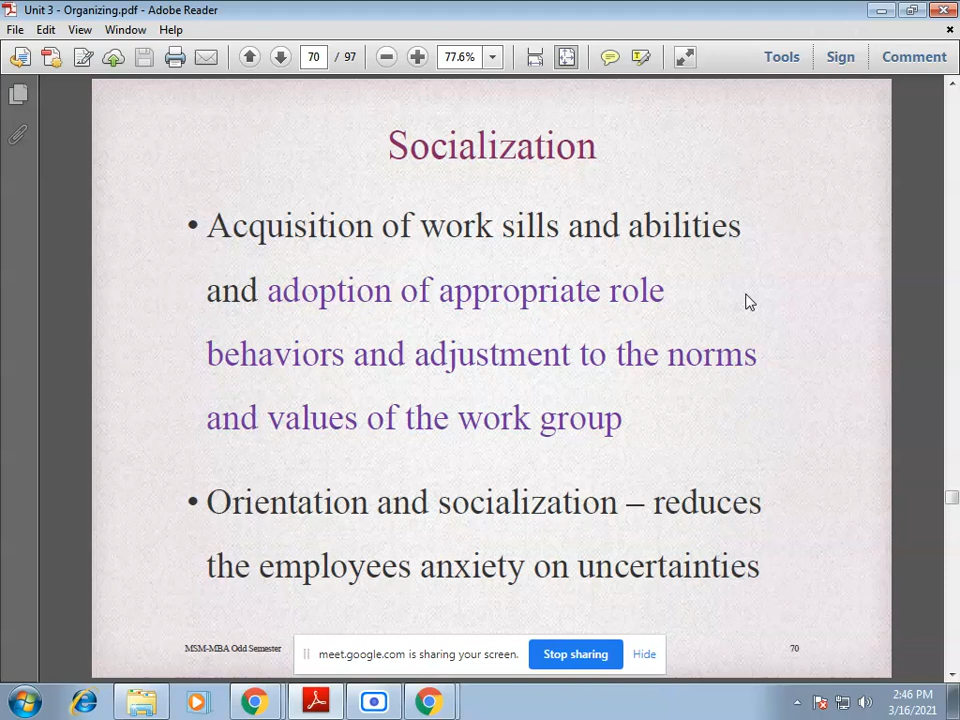 Unit 3 - Organizing.pdf - Adobe Reader
File Edit View Window Help
70 / 97 77.6% Tools Sign Comment
Socialization
• Acquisition of work sills and abilities
and adoption of appropriate role
behaviors and adjustment to the norms
and values of the work group
• Orientation and socialization – reduces
the employees anxiety on uncertainties
MSM-MBA Odd Semester 70
meet.google.com is sharing your screen. Stop sharing Hide
2:46 PM
3/16/2021